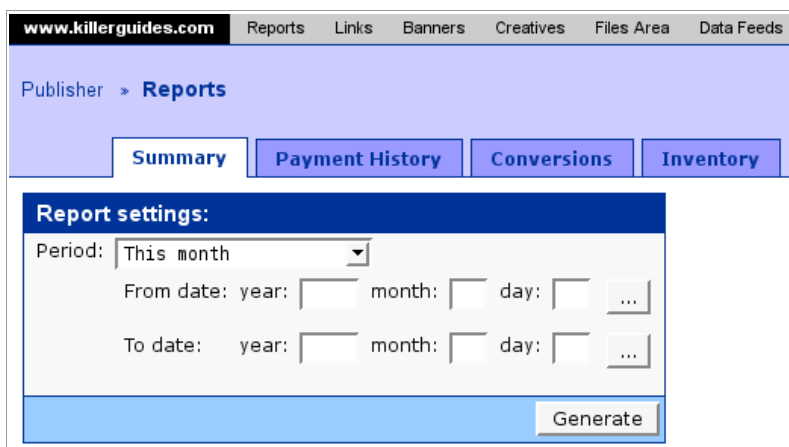 www.killerguides.com Reports Links Banners Creatives Files Area Data Feeds
Publisher » Reports
Summary Payment History Conversions Inventory
Report settings:
Period: This month
From date: year: month: day: ...
To date: year: month: day: ...
Generate